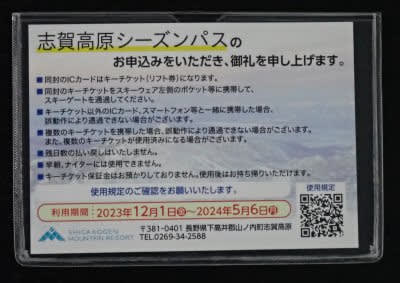 志賀高原シーズンパスの
お申込みをいただき、御礼を申し上げます。
■同封のICカードはキーチケット（リフト券）になります。
■同封のキーチケットをスキーウェア左側のポケット等に携帯して、
スキーゲートを通過してください。
■キーチケット以外のICカード、スマートフォン等と一緒に携帯した場合、
誤動作により通過できない場合がございます。
■複数のキーチケットを携帯した場合、誤動作により通過できない場合がございます。
また、複数のキーチケットが使用済みになる場合がございます。
■残日数の払い戻しはいたしません。
■早朝、ナイターには使用できません。
■キーチケット保証金はお預かりしておりません。使用後はお持ち帰りいただけます。
使用規定のご確認をお願いいたします。
使用規定
利用期間：2023年12月1日㊎〜2024年5月6日㊊
SHIGA KOGEN
MOUNTAIN RESORT
〒381-0401 長野県下高井郡山ノ内町志賀高原
TEL.0269-34-2588